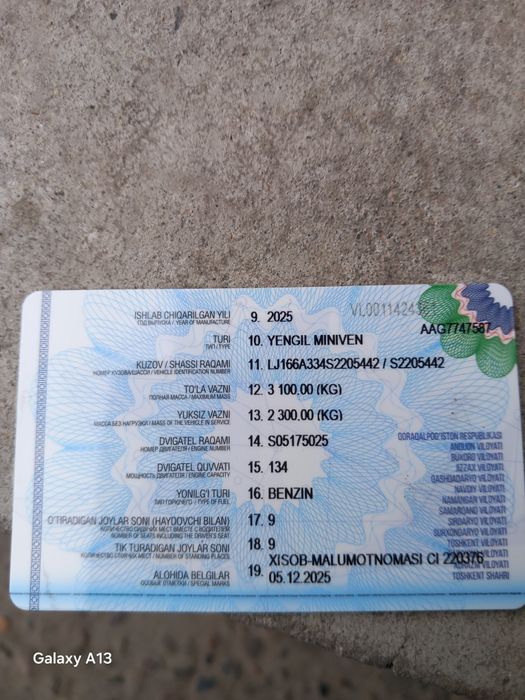 VL0011424
AAG7747587
ISHLAB CHIQARILGAN YILI 9. 2025
ГОД ВЫПУСКА / YEAR OF MANUFACTURE
TURI 10. YENGIL MINIVEN
ТИП / TYPE
KUZOV / SHASSI RAQAMI 11. LJ166A334S2205442 / S2205442
НОМЕР КУЗОВА/ШАССИ / VEHICLE IDENTIFICATION NUMBER
TO'LA VAZNI 12. 3 100.00 (KG)
ПОЛНАЯ МАССА / MAXIMUM MASS
YUKSIZ VAZNI 13. 2 300.00 (KG)
МАССА БЕЗ НАГРУЗКИ / MASS OF THE VEHICLE IN SERVICE
DVIGATEL RAQAMI 14. S05175025
НОМЕР ДВИГАТЕЛЯ / ENGINE NUMBER
DVIGATEL QUVVATI 15. 134
МОЩНОСТЬ ДВИГАТЕЛЯ / ENGINE CAPACITY
YONILG'I TURI 16. BENZIN
ТИП ГОРЮЧЕГО / TYPE OF FUEL
O'TIRADIGAN JOYLAR SONI (HAYDOVCHI BILAN) 17. 9
КОЛИЧЕСТВО СИДЯЧИХ МЕСТ ВМЕСТЕ С ВОДИТЕЛЕМ
NUMBER OF SEATS INCLUDING THE DRIVER'S SEAT
TIK TURADIGAN JOYLAR SONI 18. 9
КОЛИЧЕСТВО СТОЯЧИХ МЕСТ / NUMBER OF STANDING PLACES
ALOHIDA BELGILAR 19. XISOB-MALUMOTNOMASI CI 220376
05.12.2025
ОСОБЫЕ ОТМЕТКИ / SPECIAL MARKS
QORAQALPOG'ISTON RESPUBLIKASI
ANDIJON VILOYATI
BUXORO VILOYATI
JIZZAX VILOYATI
QASHQADARYO VILOYATI
NAVOIY VILOYATI
NAMANGAN VILOYATI
SAMARQAND VILOYATI
SIRDARYO VILOYATI
SURXONDARYO VILOYATI
TOSHKENT VILOYATI
VILOYATI
XORAZM VILOYATI
TOSHKENT SHAHRI
Galaxy A13